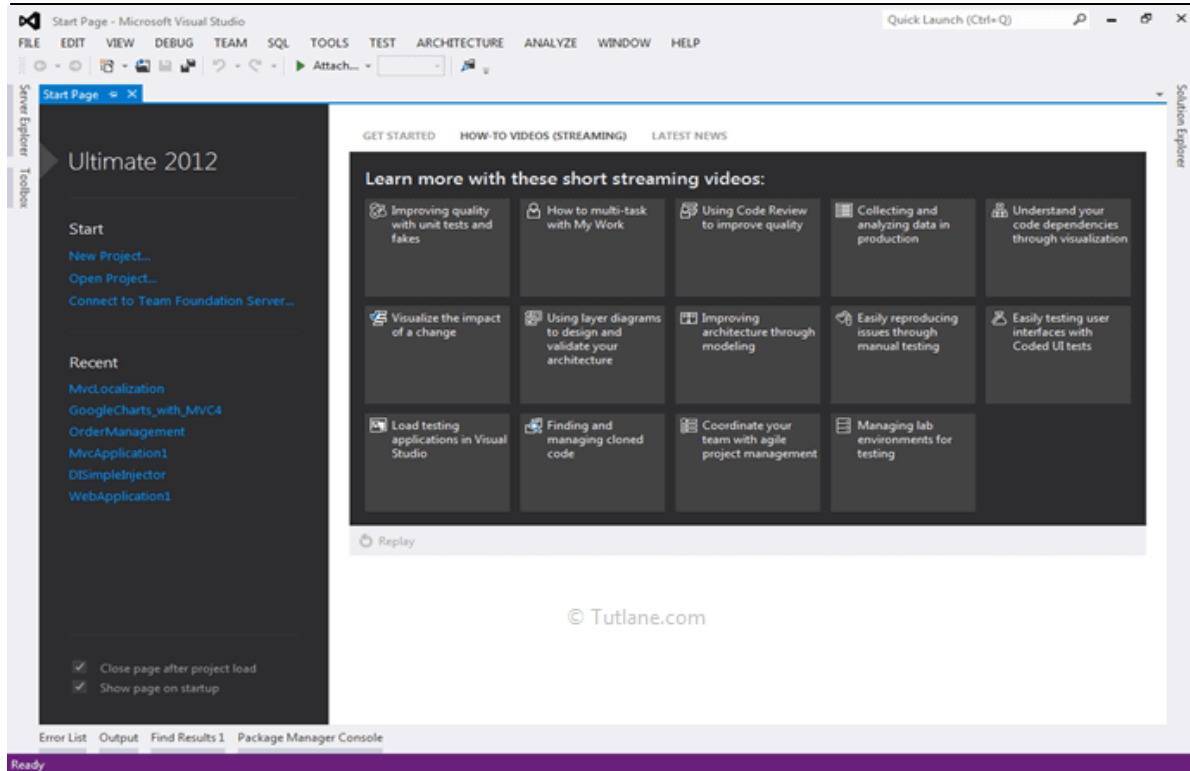 Start Page - Microsoft Visual Studio
Quick Launch (Ctrl+Q)
FILE EDIT VIEW DEBUG TEAM SQL TOOLS TEST ARCHITECTURE ANALYZE WINDOW HELP
Attach...
Server Explorer
Toolbox
Start Page
Solution Explorer
Ultimate 2012
Start
New Project...
Open Project...
Connect to Team Foundation Server...
Recent
MvcLocalization
GoogleCharts_with_MVC4
OrderManagement
MvcApplication1
DISimpleInjector
WebApplication1
Close page after project load
Show page on startup
GET STARTED HOW-TO VIDEOS (STREAMING) LATEST NEWS
Learn more with these short streaming videos:
Improving quality
with unit tests and
fakes
How to multi-task
with My Work
Using Code Review
to improve quality
Collecting and
analyzing data in
production
Understand your
code dependencies
through visualization
Visualize the impact
of a change
Using layer diagrams
to design and
validate your
architecture
Improving
architecture through
modeling
Easily reproducing
issues through
manual testing
Easily testing user
interfaces with
Coded UI tests
Load testing
applications in Visual
Studio
Finding and
managing cloned
code
Coordinate your
team with agile
project management
Managing lab
environments for
testing
Replay
© Tutlane.com
Error List Output Find Results 1 Package Manager Console
Ready